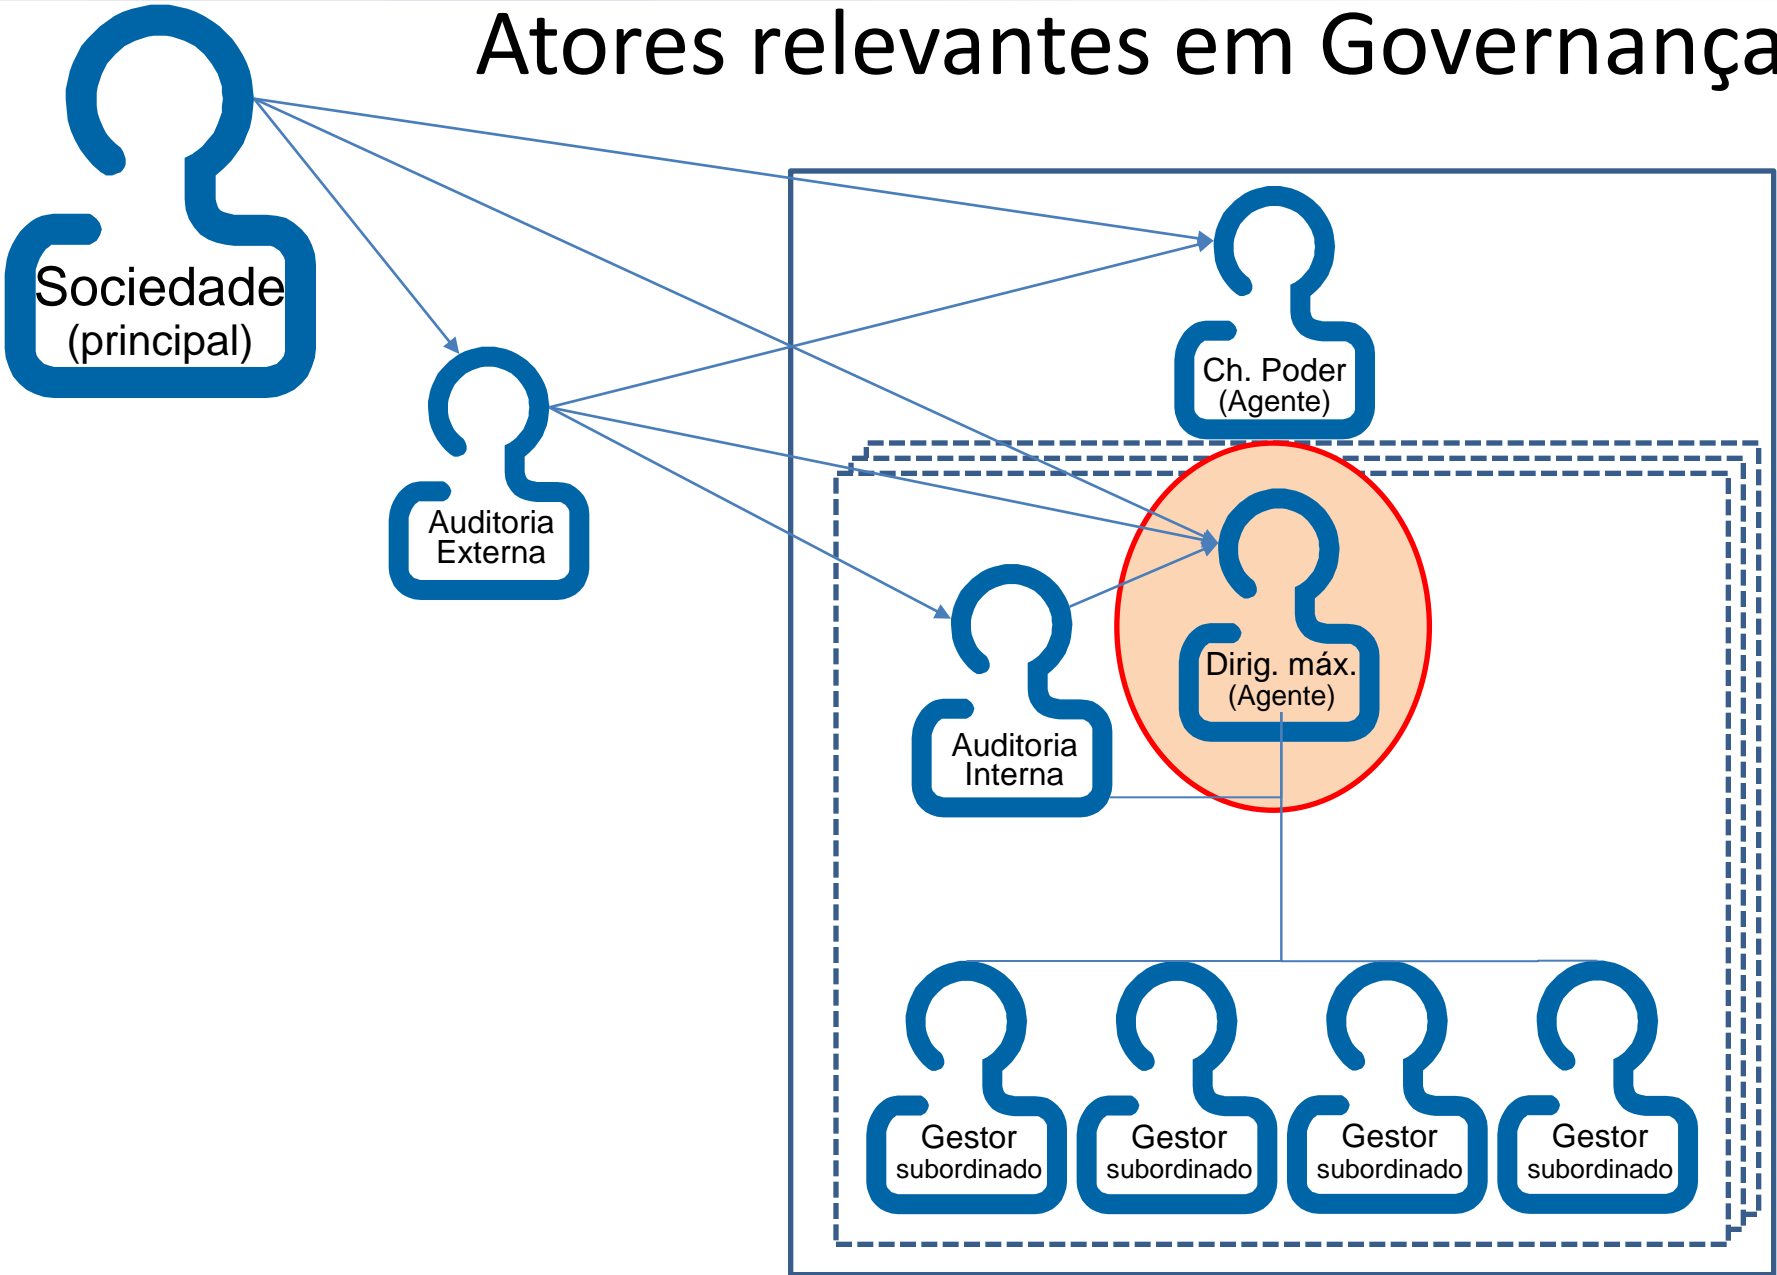 Atores relevantes em Governança
Sociedade
(principal)
Ch. Poder
(Agente)
Auditoria
Externa
Dirig. máx.
(Agente)
Auditoria
Interna
Gestor
subordinado
Gestor
subordinado
Gestor
subordinado
Gestor
subordinado